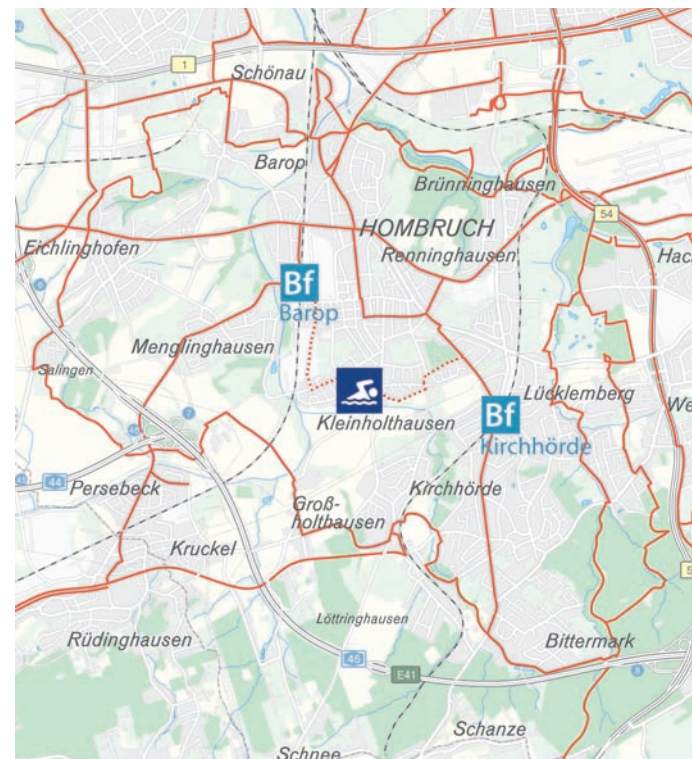 1
Schönau
Barop
Brünninghausen
54
HOMBRUCH
Renninghausen
Eichlinghofen
Hac
Bf
Barop
Menglinghausen
Salingen
Lücklemberg
We
Kleinholthausen
Bf
Kirchhörde
44
Persebeck
Kirchhörde
Groß-
holthausen
Kruckel
5
Löttringhausen
Rüdinghausen
Bittermark
45
E41
Schanze
Schnee